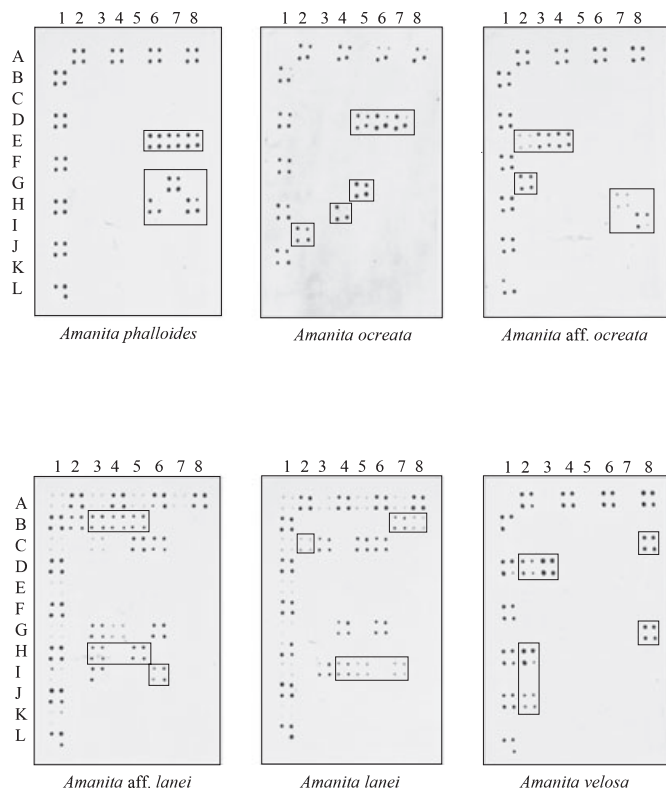 1 2 3 4 5 6 7 8
1 2 3 4 5 6 7 8
1 2 3 4 5 6 7 8
A
B
C
D
E
F
G
H
I
J
K
L
Amanita phalloides
Amanita ocreata
Amanita aff. ocreata
1 2 3 4 5 6 7 8
1 2 3 4 5 6 7 8
1 2 3 4 5 6 7 8
A
B
C
D
E
F
G
H
I
J
K
L
Amanita aff. lanei
Amanita lanei
Amanita velosa